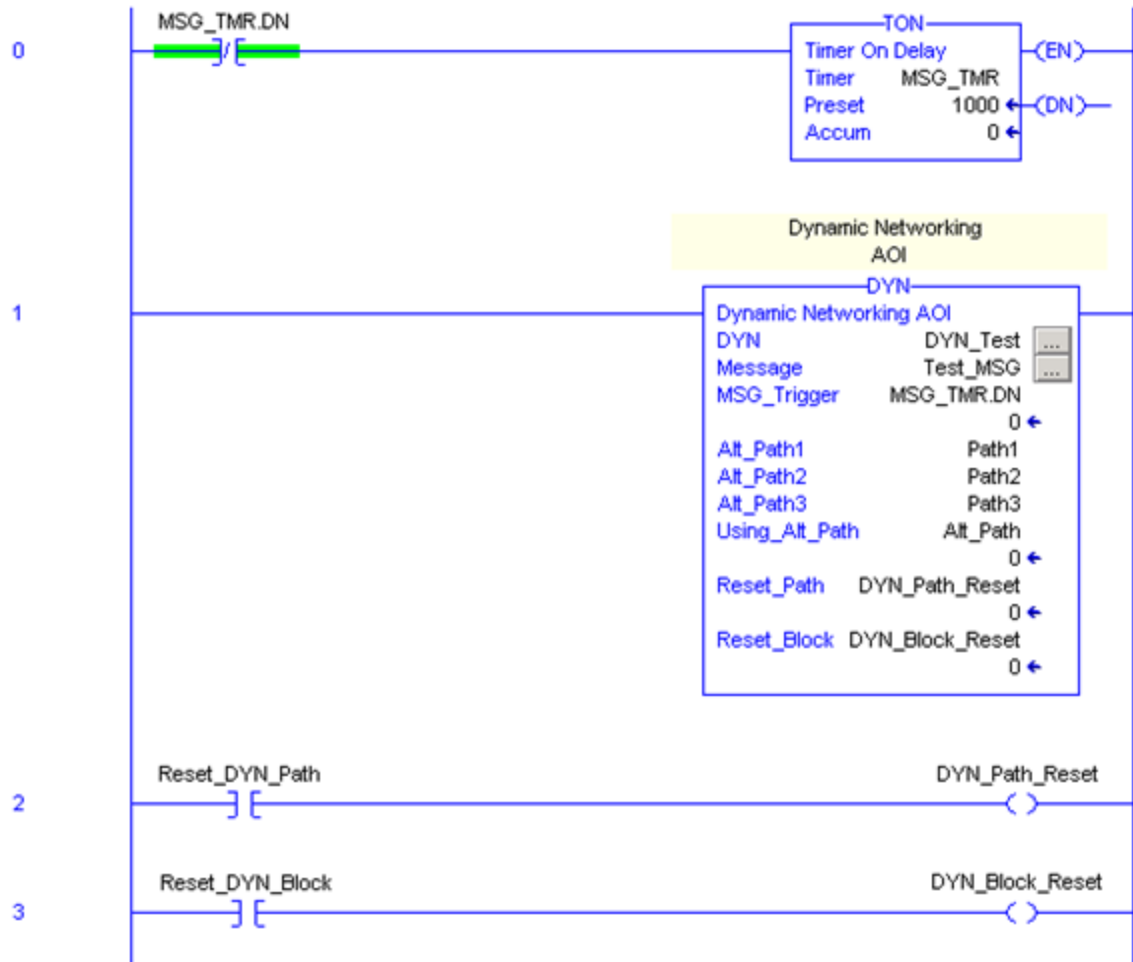 MSG_TMR.DN
0
TON
Timer On Delay
(EN)
Timer MSG_TMR
Preset 1000
(DN)
Accum 0
Dynamic Networking
AOI
DYN
1
Dynamic Networking AOI
DYN DYN_Test ...
Message Test_MSG ...
MSG_Trigger MSG_TMR.DN
0
Alt_Path1 Path1
Alt_Path2 Path2
Alt_Path3 Path3
Using_Alt_Path Alt_Path
0
Reset_Path DYN_Path_Reset
0
Reset_Block DYN_Block_Reset
0
Reset_DYN_Path DYN_Path_Reset
2
Reset_DYN_Block DYN_Block_Reset
3